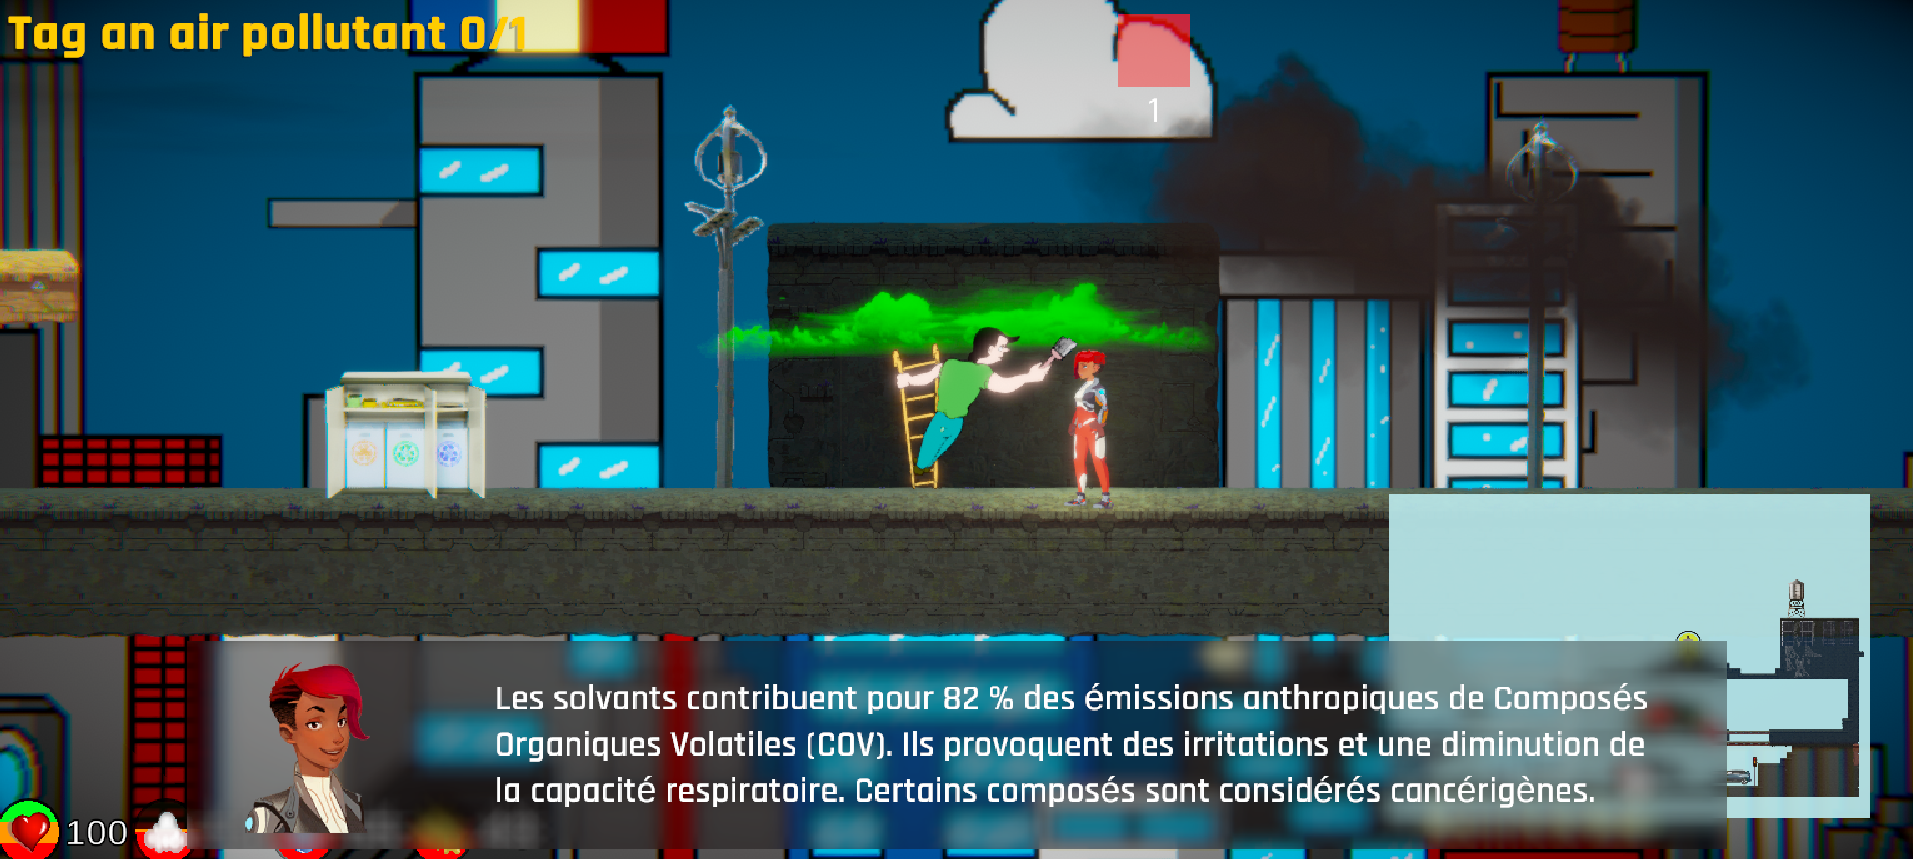 Tag an air pollutant 0/1
1
Les solvants contribuent pour 82 % des émissions anthropiques de Composés
Organiques Volatiles (COV). Ils provoquent des irritations et une diminution de
la capacité respiratoire. Certains composés sont considérés cancérigènes.
100